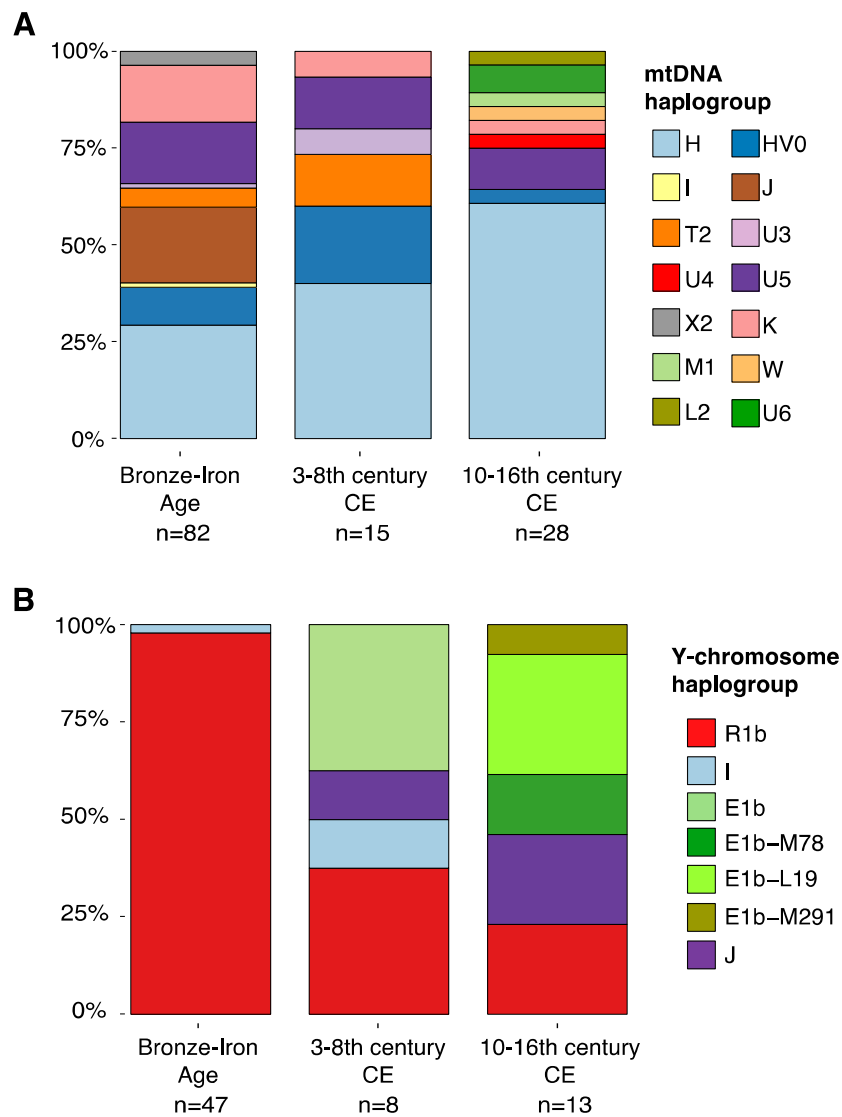 A
100%
75%
50%
25%
0%
Bronze-Iron
Age
n=82
3-8th century
CE
n=15
10-16th century
CE
n=28
mtDNA
haplogroup
H HV0
I J
T2 U3
U4 U5
X2 K
M1 W
L2 U6
B
100%
75%
50%
25%
0%
Bronze-Iron
Age
n=47
3-8th century
CE
n=8
10-16th century
CE
n=13
Y-chromosome
haplogroup
R1b
I
E1b
E1b–M78
E1b–L19
E1b–M291
J